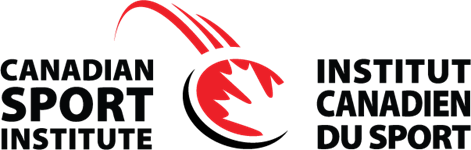 CANADIAN
SPORT
INSTITUTE
INSTITUT
CANADIEN
DU SPORT